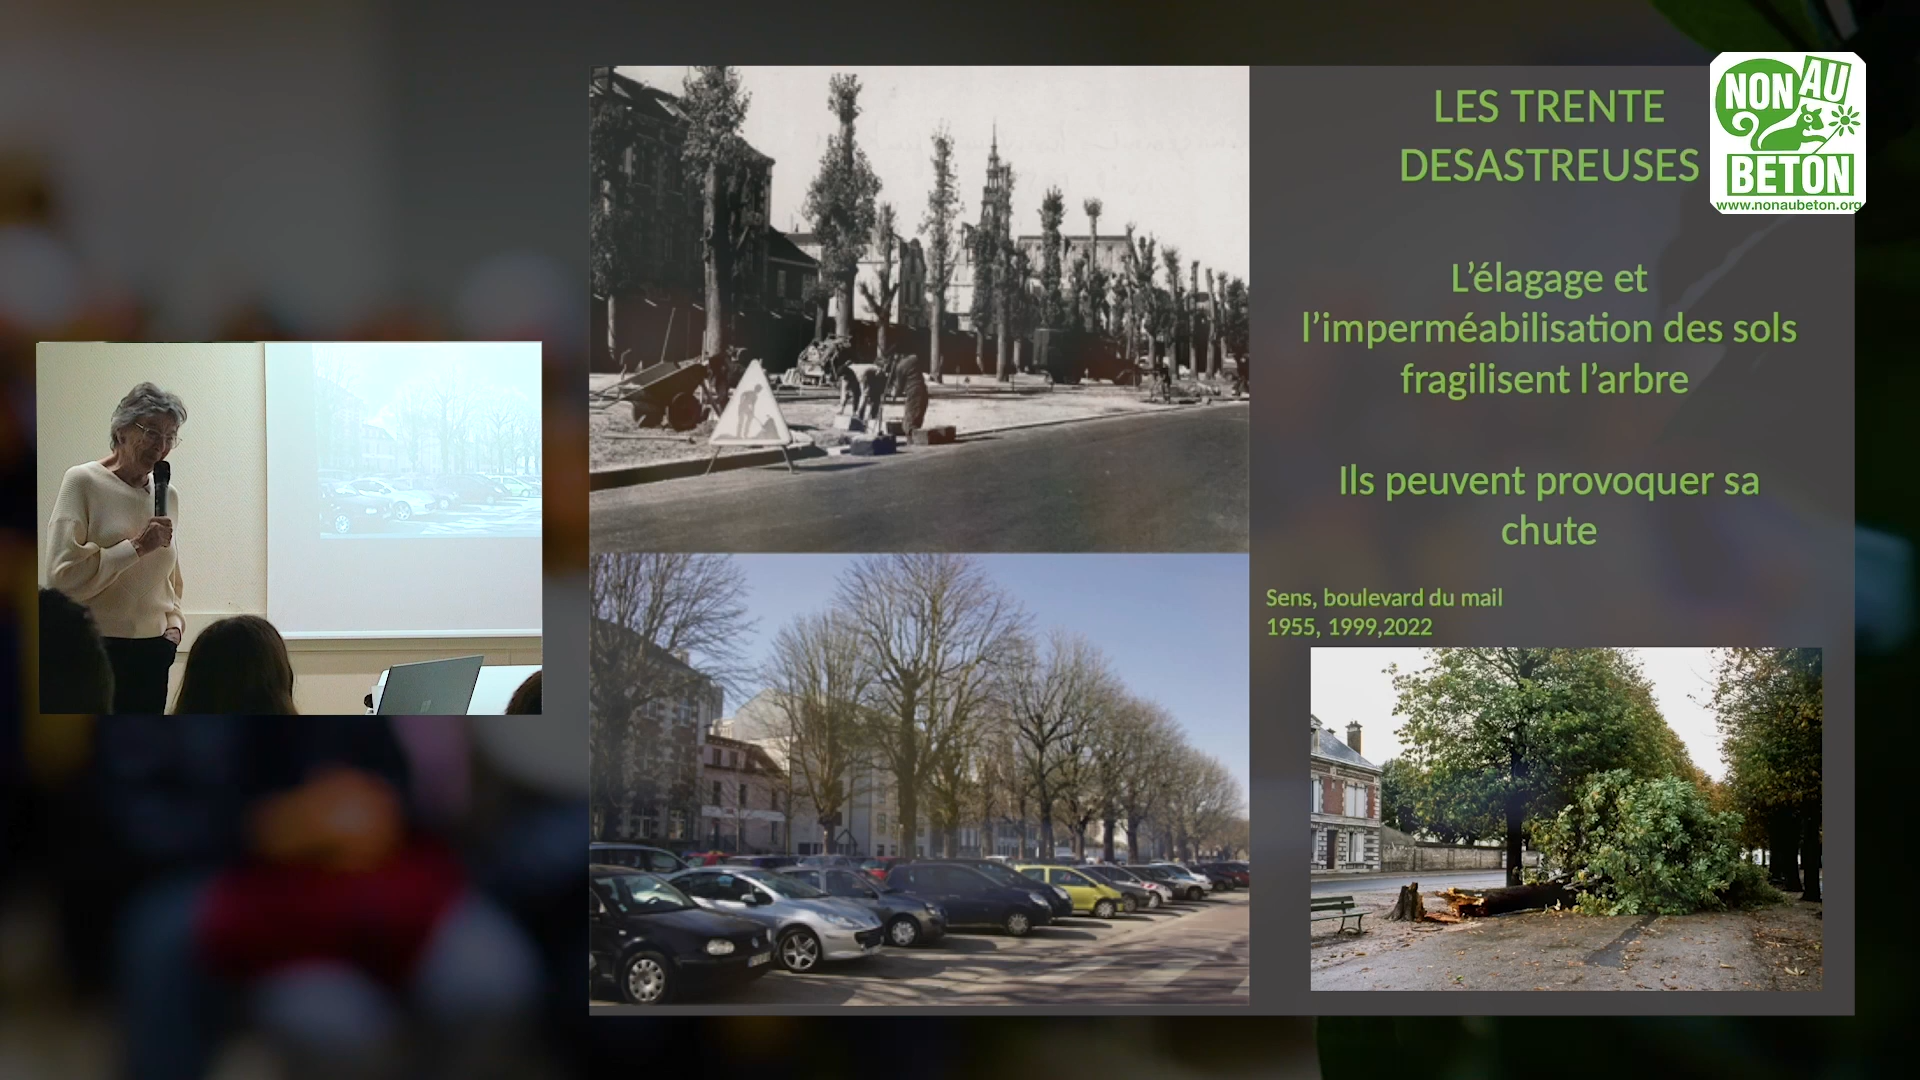 LES TRENTE
DESASTREUSES
NON AU
BETON
www.nonaubeton.org
L’élagage et
l’imperméabilisation des sols
fragilisent l’arbre
Ils peuvent provoquer sa
chute
Sens, boulevard du mail
1955, 1999,2022